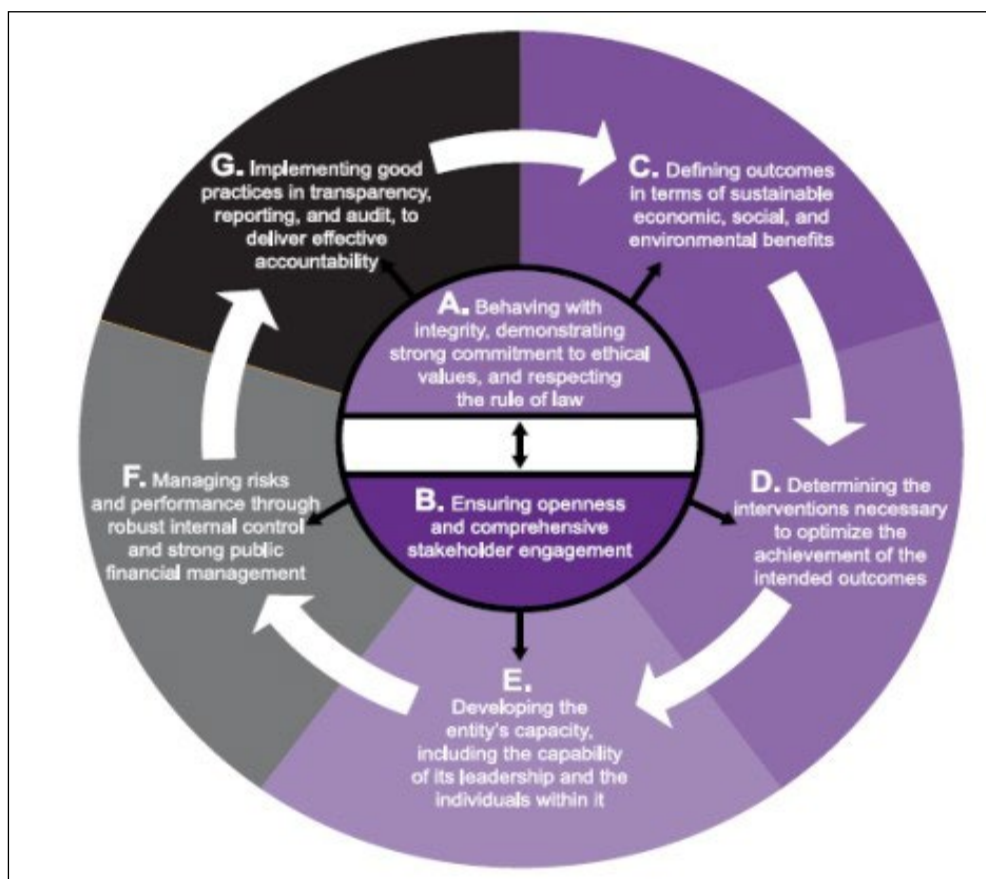 G. Implementing good
practices in transparency,
reporting, and audit, to
deliver effective
accountability
C. Defining outcomes
in terms of sustainable
economic, social, and
environmental benefits
A. Behaving with
integrity, demonstrating
strong commitment to ethical
values, and respecting
the rule of law
B. Ensuring openness
and comprehensive
stakeholder engagement
D. Determining the
interventions necessary
to optimize the
achievement of the
intended outcomes
E.
Developing the
entity's capacity,
including the capability
of its leadership and the
individuals within it
F. Managing risks
and performance through
robust internal control
and strong public
financial management